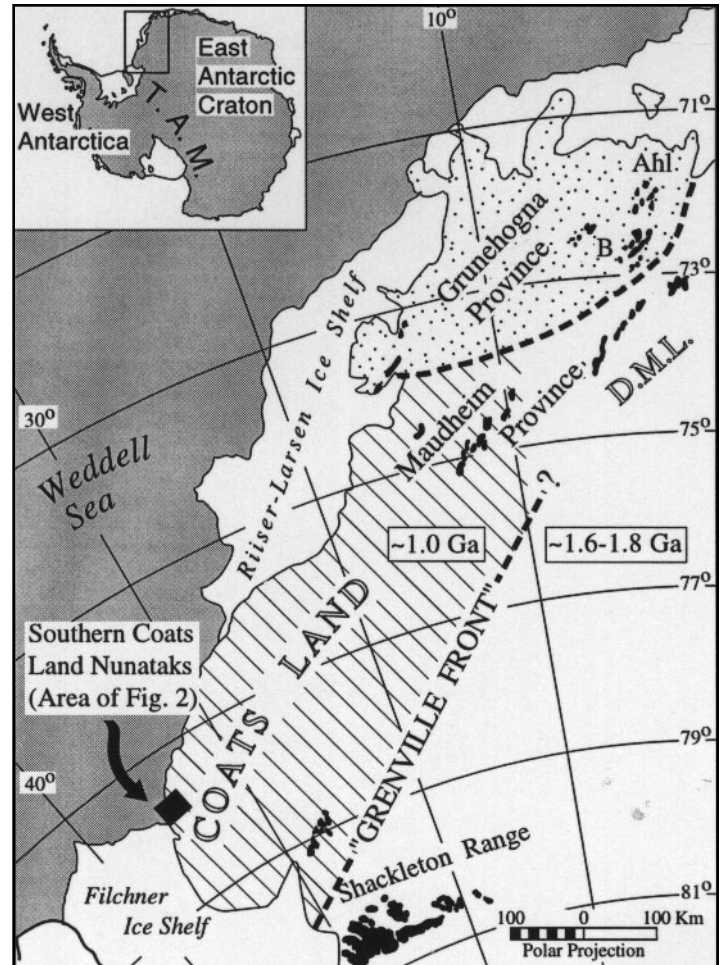 East
Antarctic
Craton
West
Antarctica
T. A. M.
10°
71°
Ahl
B
Grunehogna
Province
73°
D.M.L.
Riiser-Larsen Ice Shelf
Maudheim Province
75°
30°
Weddell
Sea
?
~1.0 Ga
~1.6-1.8 Ga
77°
"GRENVILLE FRONT"
COATS LAND
Southern Coats
Land Nunataks
(Area of Fig. 2)
79°
40°
Shackleton Range
Filchner
Ice Shelf
81°
100 0 100 Km
Polar Projection